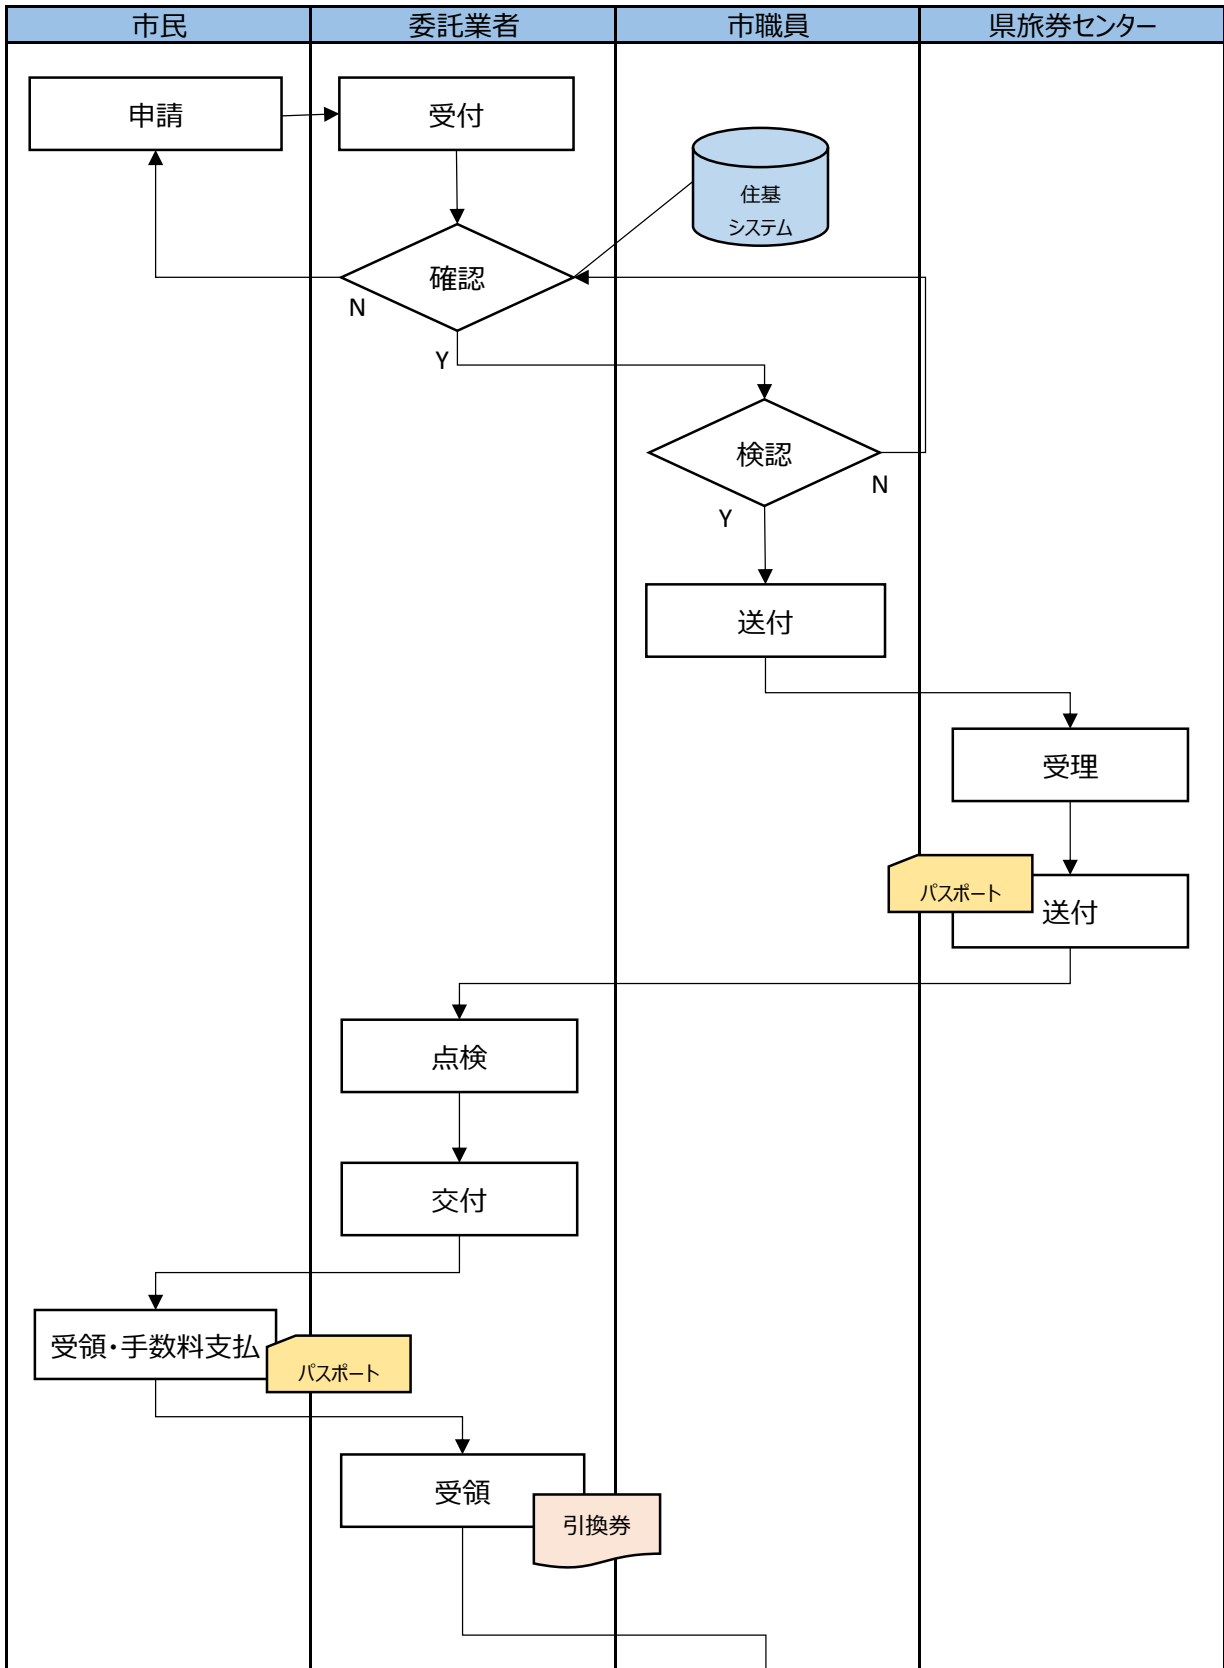 市民
委託業者
市職員
県旅券センター
申請
受付
住基
システム
確認
N
Y
検認
N
Y
送付
受理
パスポート
送付
点検
交付
受領・手数料支払
パスポート
受領
引換券